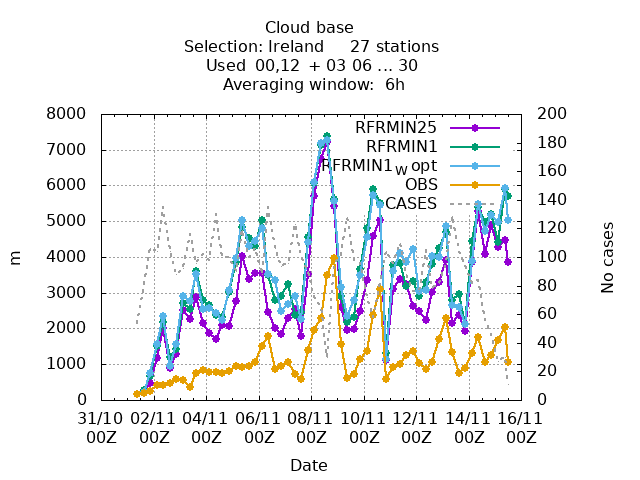 Cloud base
Selection: Ireland 27 stations
Used 00,12 + 03 06 ... 30
Averaging window: 6h
8000
7000
6000
5000
4000
3000
2000
1000
0
m
200
180
160
140
120
100
80
60
40
20
0
No cases
RFRMIN25
RFRMIN1
RFRMIN1w opt
OBS
CASES
31/10 02/11 04/11 06/11 08/11 10/11 12/11 14/11 16/11
00Z 00Z 00Z 00Z 00Z 00Z 00Z 00Z 00Z
Date